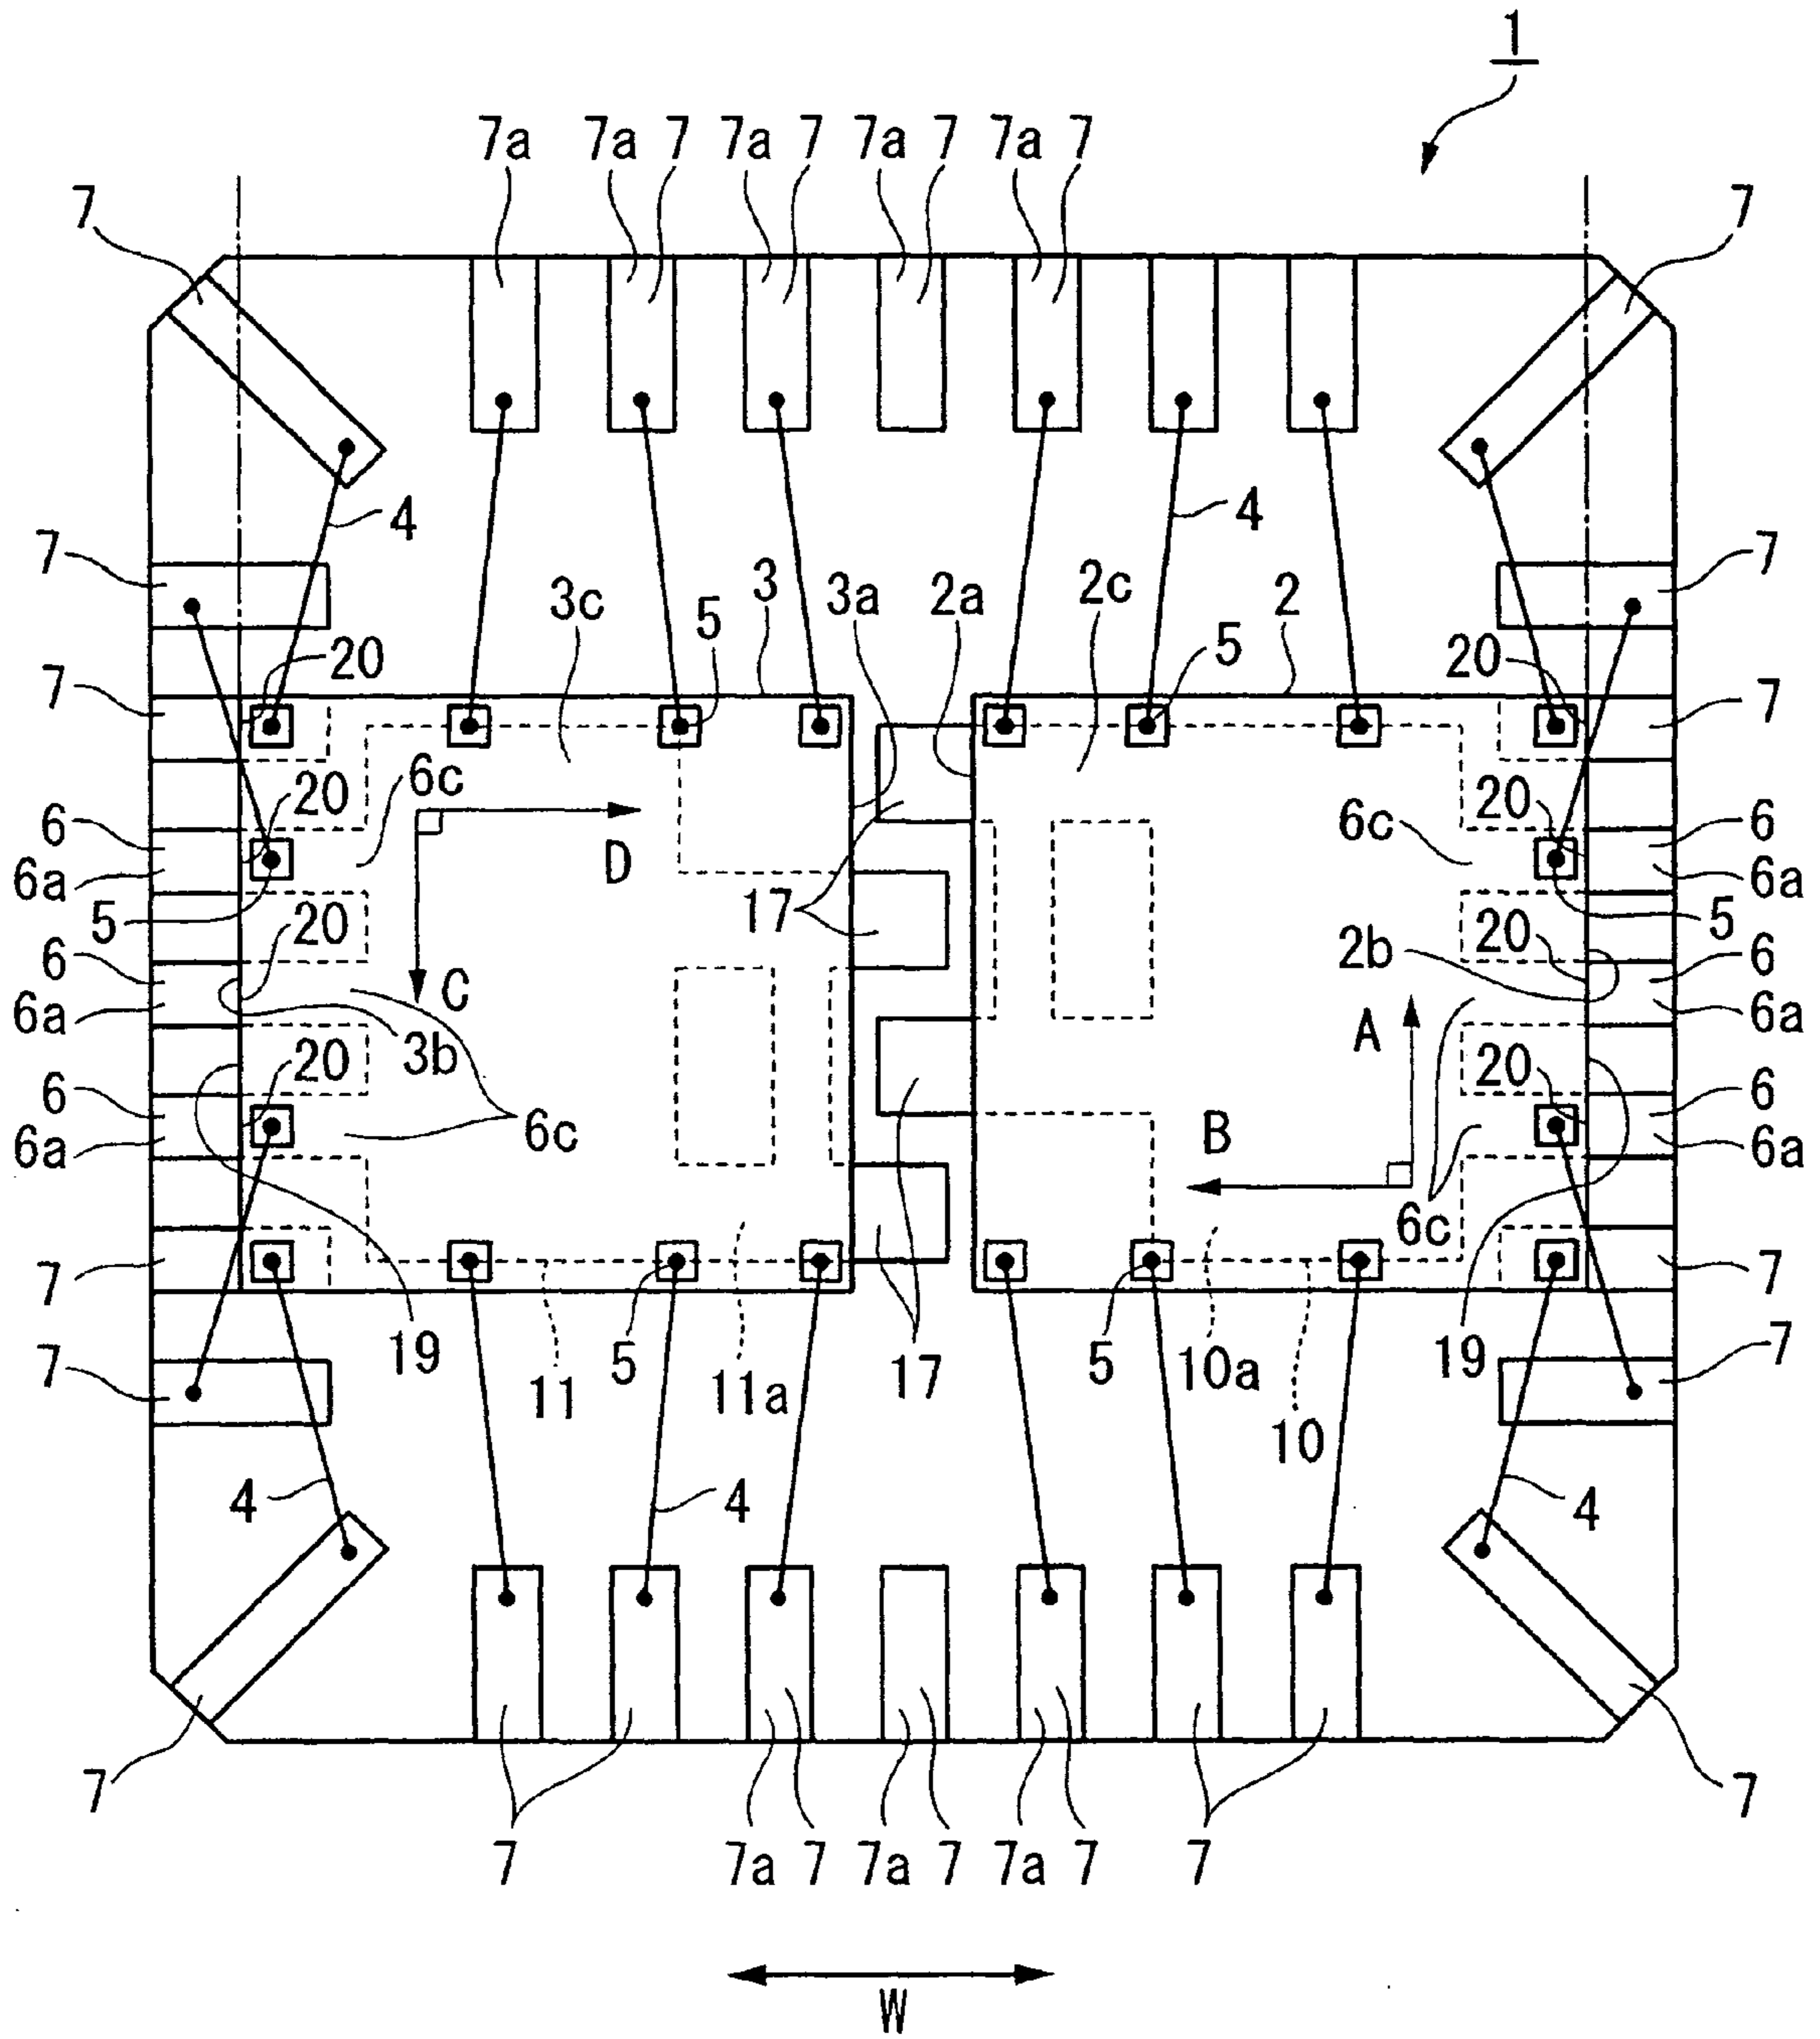 1
7a 7a 7 7a 7 7a 7 7a 7
7 7
7 7
4 4
7 7
3c 3 3a 2a 2c 2
5 5
20 20
7 7
6c 20 20 6c
6 6
6a D 6a
5 20 17 2b 20 5
6 6
6a C 6a
3b A
20 20
6 6
6a 6c B 6a
6c
7 7
19 5 17 5 10a 19
7 11 11a 10 7
4 4 4
7 7
7 7a 7 7a 7 7a 7 7
W